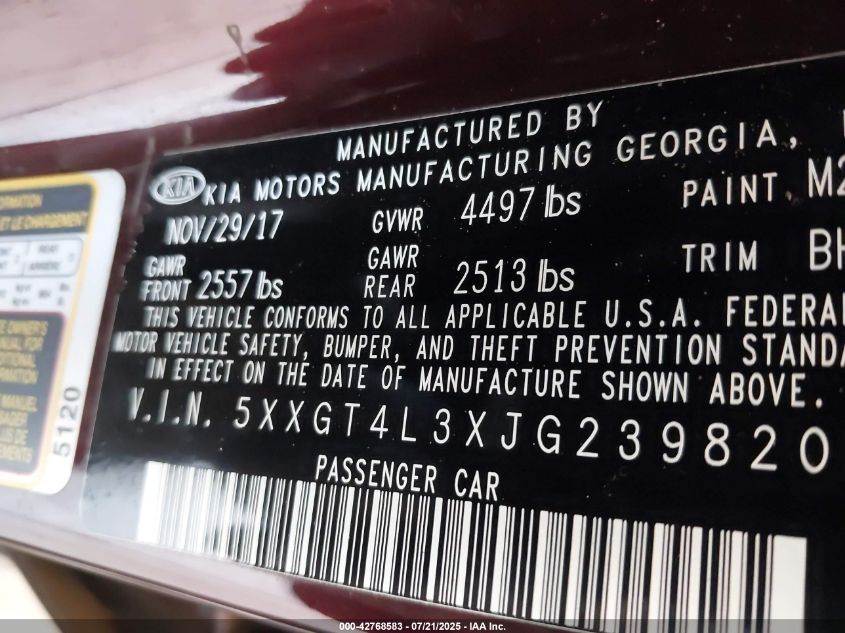 MANUFACTURED BY
KIA KIA MOTORS MANUFACTURING GEORGIA,
NOV/29/17 GVWR 4497 lbs PAINT M2
GAWR FRONT 2557 lbs GAWR REAR 2513 lbs TRIM BH
THIS VEHICLE CONFORMS TO ALL APPLICABLE U.S.A. FEDERAL
MOTOR VEHICLE SAFETY, BUMPER, AND THEFT PREVENTION STANDA
IN EFFECT ON THE DATE OF MANUFACTURE SHOWN ABOVE.
V.I.N. 5XXGT4L3XJG239820
PASSENGER CAR
5120
000-42768583 / 07/21/2025 - IAA Inc.